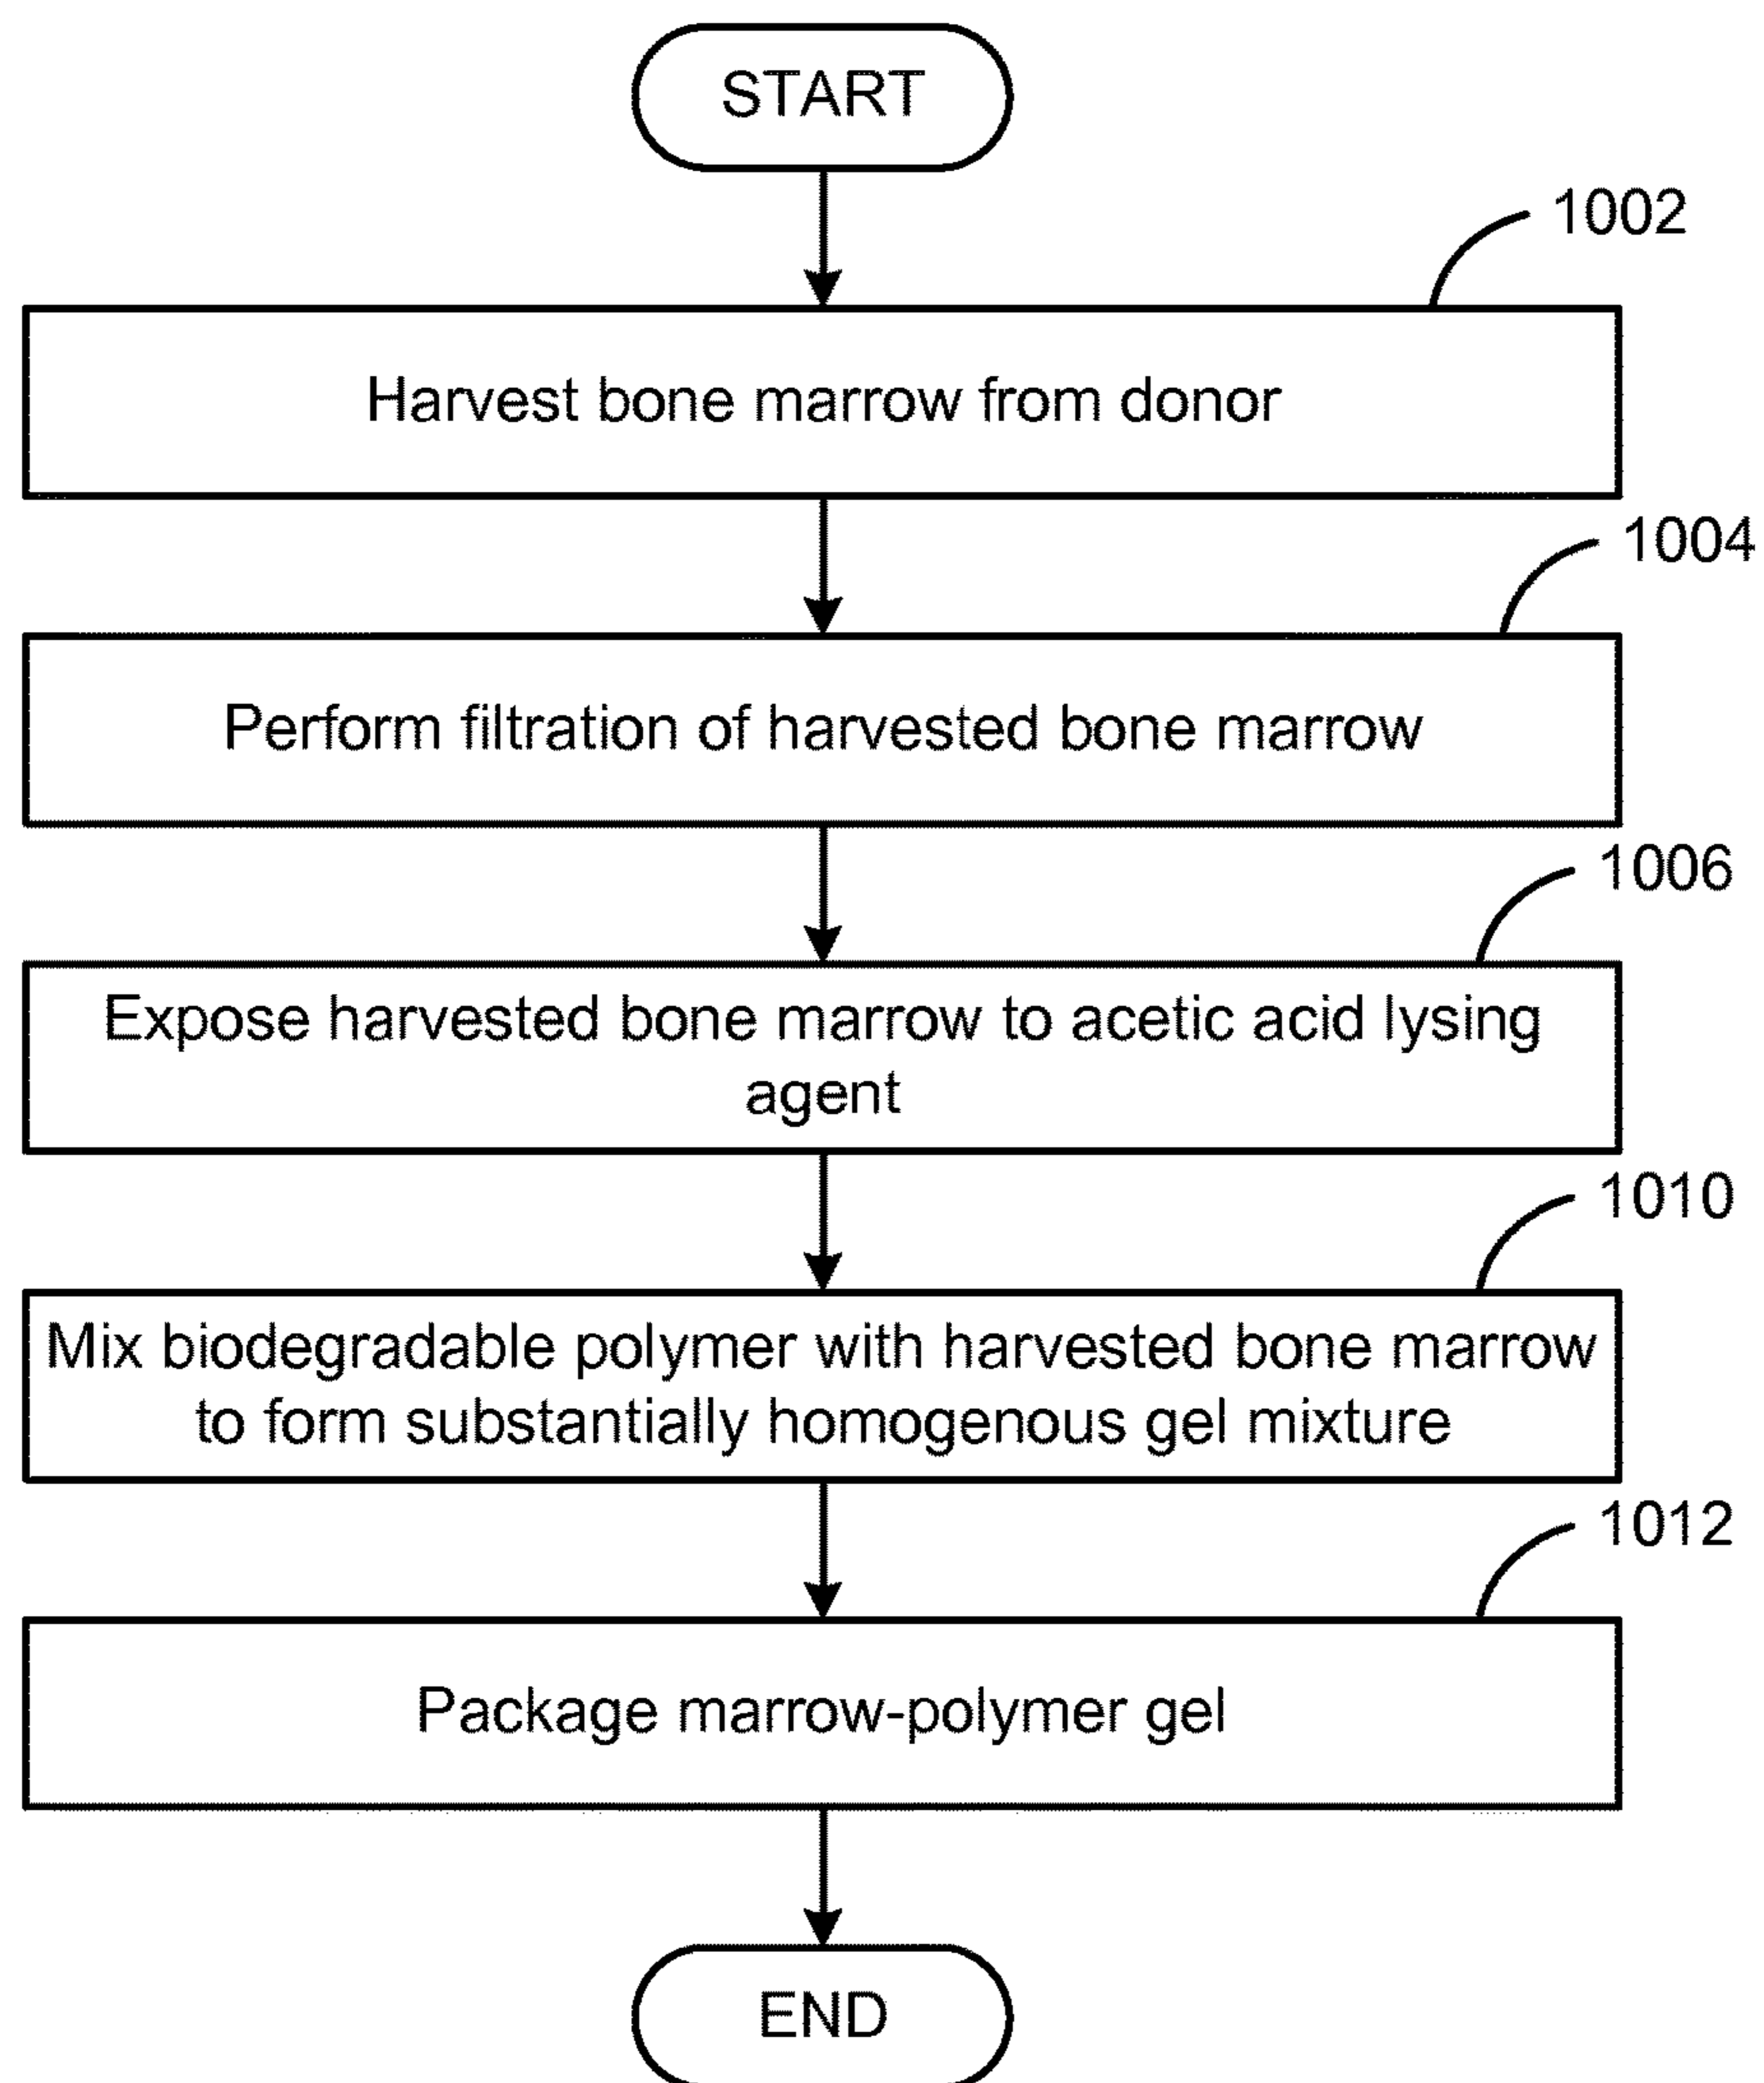 START
1002
Harvest bone marrow from donor
1004
Perform filtration of harvested bone marrow
1006
Expose harvested bone marrow to acetic acid lysing
agent
1010
Mix biodegradable polymer with harvested bone marrow
to form substantially homogenous gel mixture
1012
Package marrow-polymer gel
END